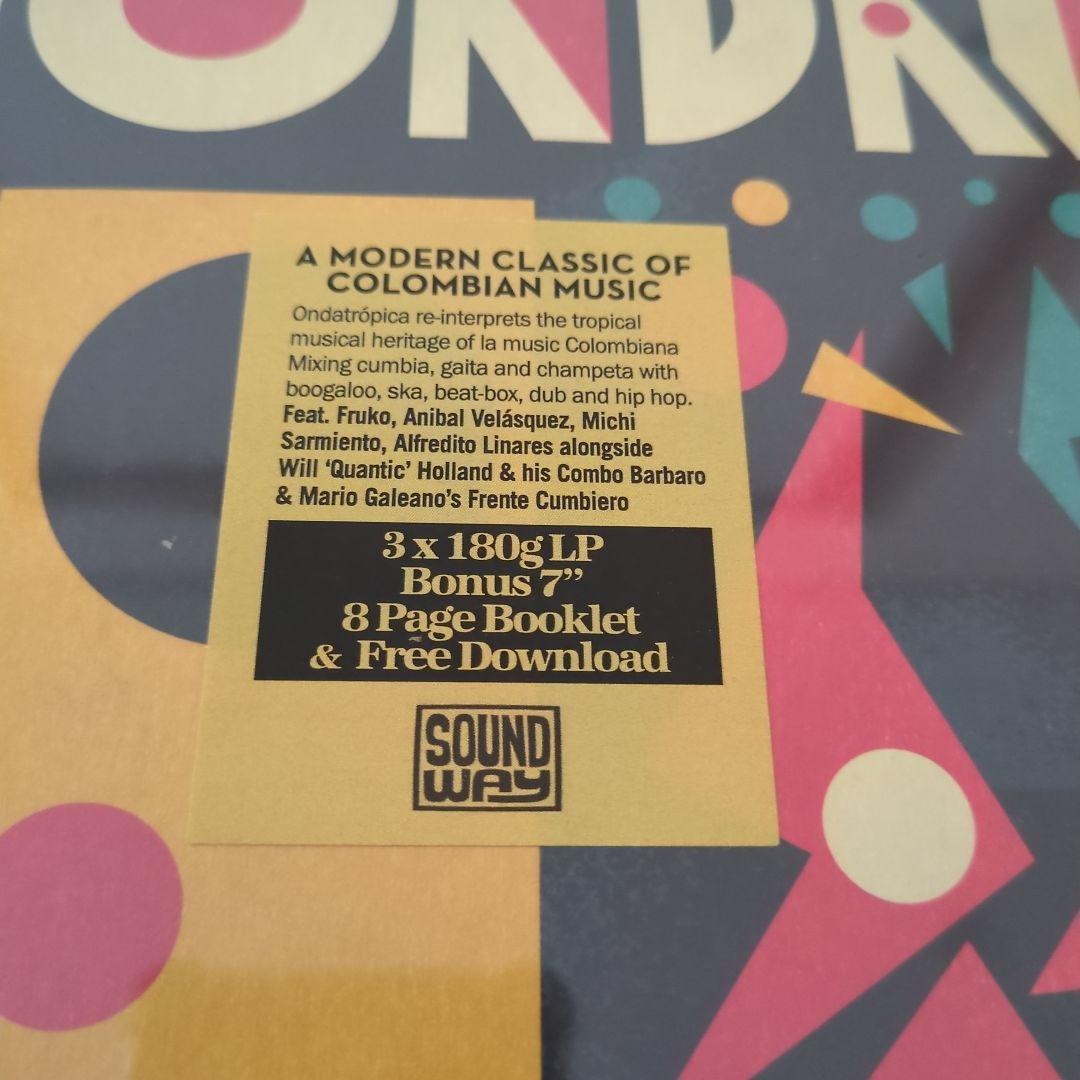 ONDA
A MODERN CLASSIC OF
COLOMBIAN MUSIC
Ondatrópica re-interprets the tropical
musical heritage of la music Colombiana
Mixing cumbia, gaita and champeta with
boogaloo, ska, beat-box, dub and hip hop.
Feat. Fruko, Anibal Velásquez, Michi
Sarmiento, Alfredito Linares alongside
Will ‘Quantic’ Holland & his Combo Barbaro
& Mario Galeano’s Frente Cumbiero
3 x 180g LP
Bonus 7”
8 Page Booklet
& Free Download
SOUND
WAY